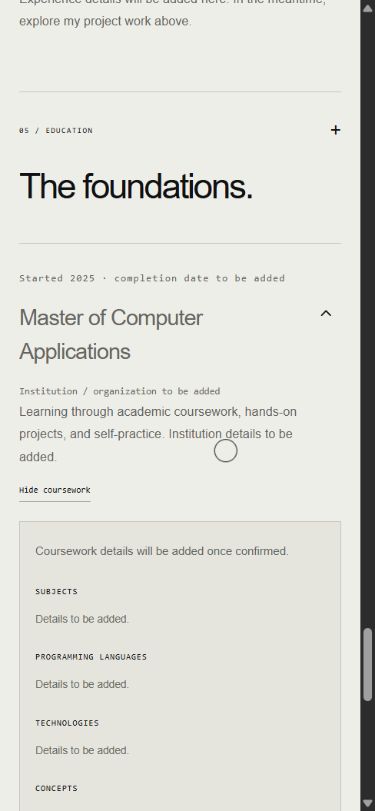 Experience details will be added here. In the meantime,
explore my project work above.
05 / EDUCATION
+
The foundations.
Started 2025 · completion date to be added
Master of Computer
Applications
Institution / organization to be added
Learning through academic coursework, hands-on
projects, and self-practice. Institution details to be
added.
Hide coursework
Coursework details will be added once confirmed.
SUBJECTS
Details to be added.
PROGRAMMING LANGUAGES
Details to be added.
TECHNOLOGIES
Details to be added.
CONCEPTS